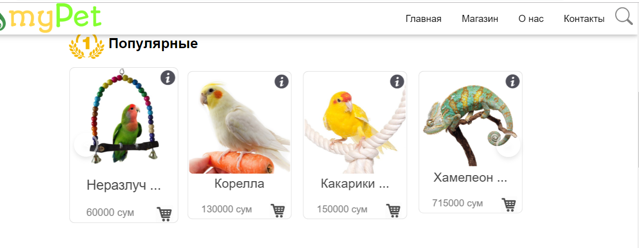 myPet
Главная Магазин О нас Контакты
1 Популярные
Неразлуч ... Корелла Какарики ... Хамелеон ...
60000 сум 130000 сум 150000 сум 715000 сум